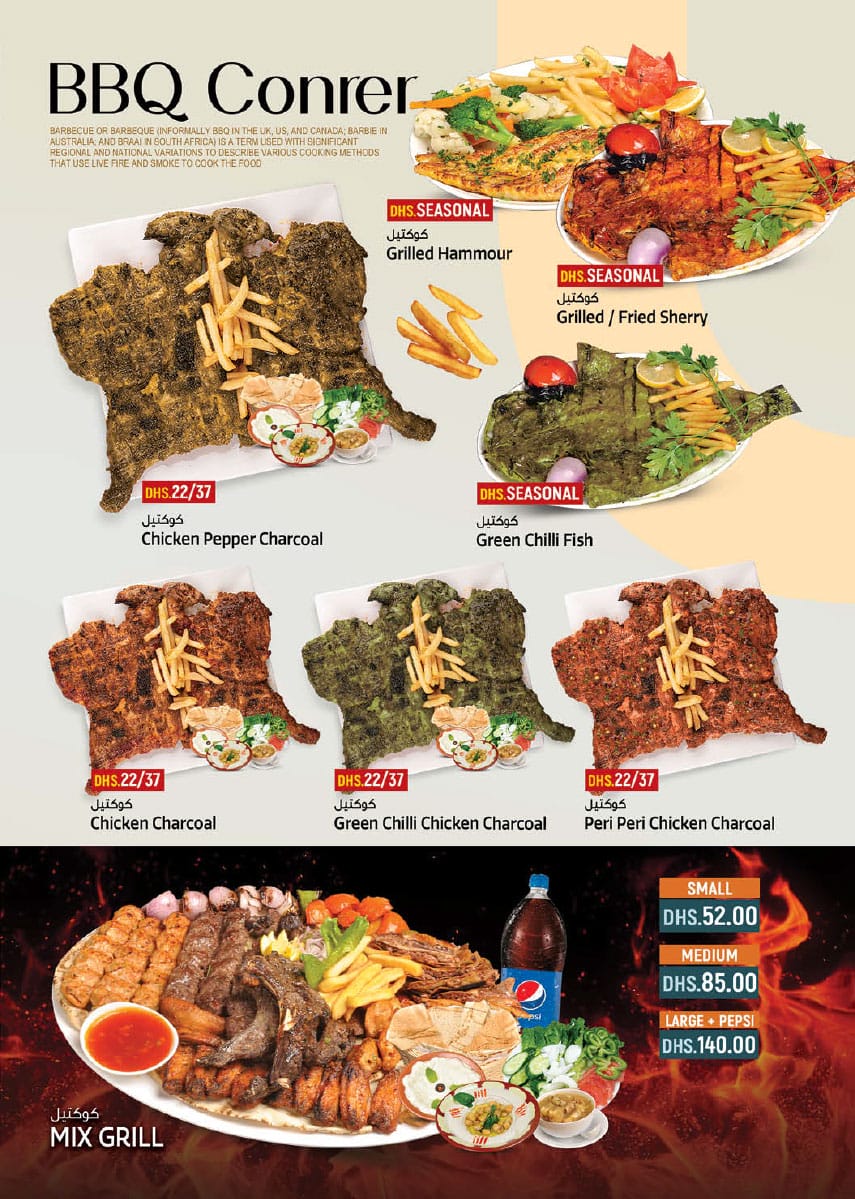 BBQ Conrer
BARBECUE OR BARBEQUE (INFORMALLY BBQ IN THE UK, US, AND CANADA; BARBIE IN
AUSTRALIA; AND BRAAI IN SOUTH AFRICA) IS A TERM USED WITH SIGNIFICANT
REGIONAL AND NATIONAL VARIATIONS TO DESCRIBE VARIOUS COOKING METHODS
THAT USE LIVE FIRE AND SMOKE TO COOK THE FOOD
DHS.SEASONAL
كوكتيل
Grilled Hammour
DHS.SEASONAL
كوكتيل
Grilled / Fried Sherry
DHS.22/37
كوكتيل
Chicken Pepper Charcoal
DHS.SEASONAL
كوكتيل
Green Chilli Fish
DHS.22/37
كوكتيل
Chicken Charcoal
DHS.22/37
كوكتيل
Green Chilli Chicken Charcoal
DHS.22/37
كوكتيل
Peri Peri Chicken Charcoal
SMALL
DHS.52.00
MEDIUM
DHS.85.00
LARGE + PEPSI
DHS.140.00
pepsi
كوكتيل
MIX GRILL